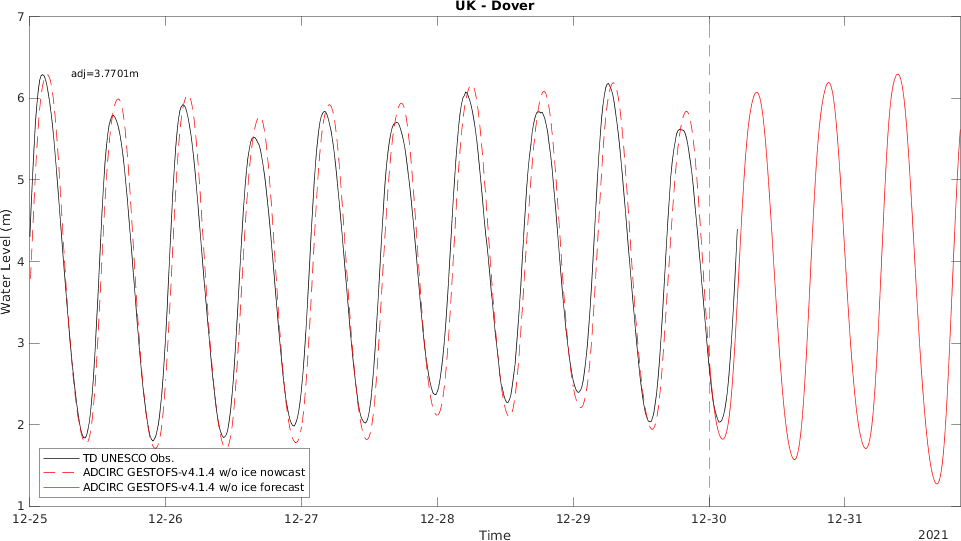 UK - Dover
7
6
5
4
3
2
1
Water Level (m)
adj=3.7701m
TD UNESCO Obs.
ADCIRC GESTOFS-v4.1.4 w/o ice nowcast
ADCIRC GESTOFS-v4.1.4 w/o ice forecast
12-25 12-26 12-27 12-28 12-29 12-30 12-31
Time
2021